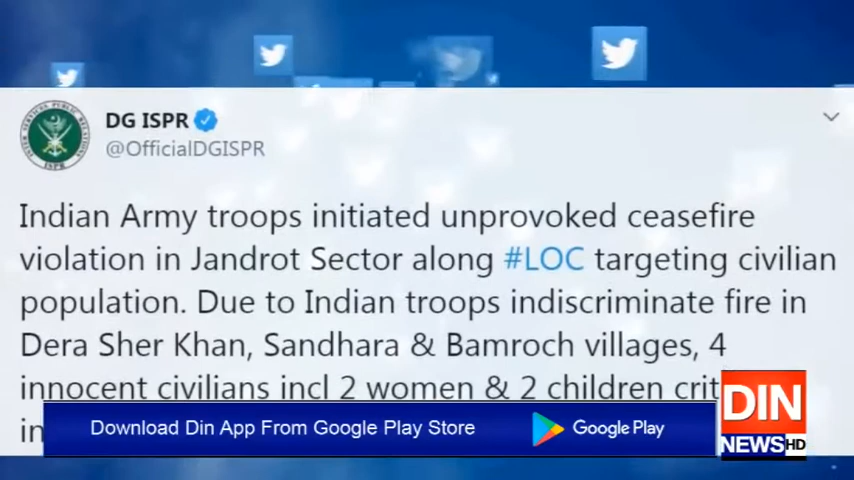 DG ISPR
@OfficialDGISPR
Indian Army troops initiated unprovoked ceasefire
violation in Jandrot Sector along #LOC targeting civilian
population. Due to Indian troops indiscriminate fire in
Dera Sher Khan, Sandhara & Bamroch villages, 4
innocent civilians incl 2 women & 2 children
Download Din App From Google Play Store
Google Play
DIN
NEWS HD